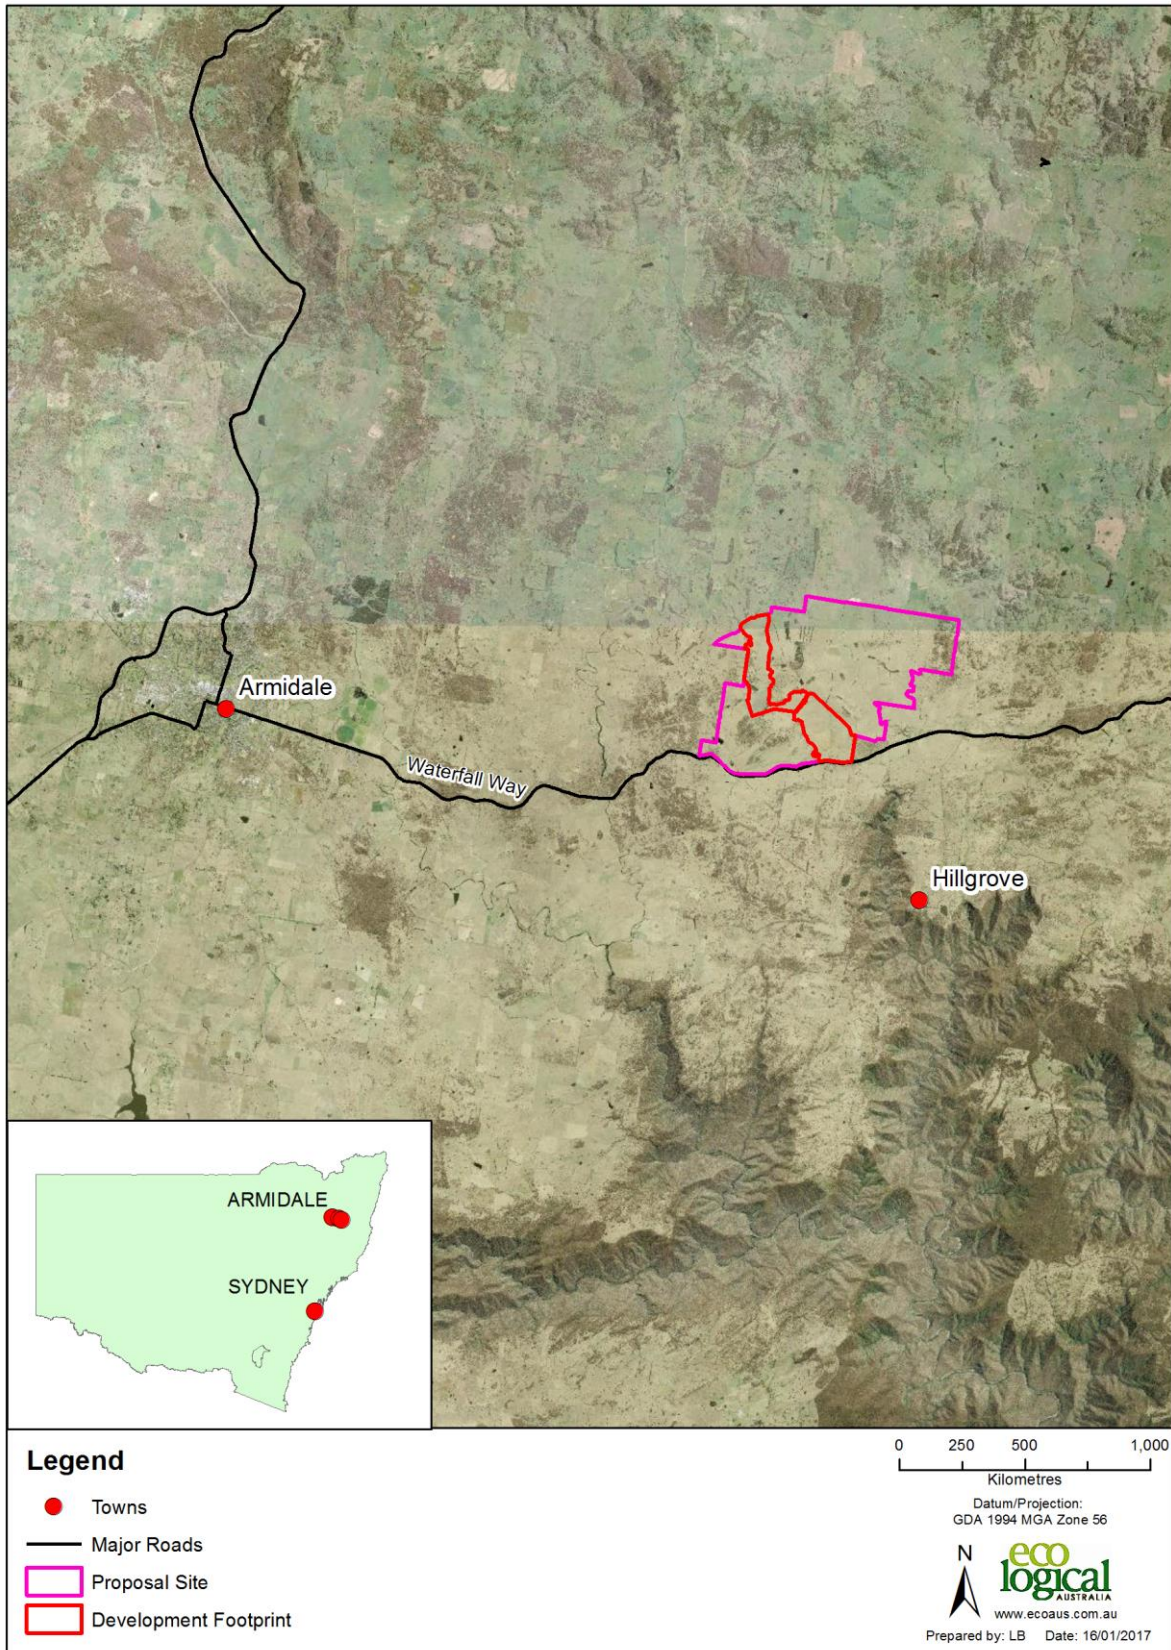 Armidale
Waterfall Way
Hillgrove
ARMIDALE
SYDNEY
Legend
Towns
Major Roads
Proposal Site
Development Footprint
0 250 500 1,000
Kilometres
Datum/Projection:
GDA 1994 MGA Zone 56
N
eco
logical
AUSTRALIA
www.ecoaus.com.au
Prepared by: LB Date: 16/01/2017